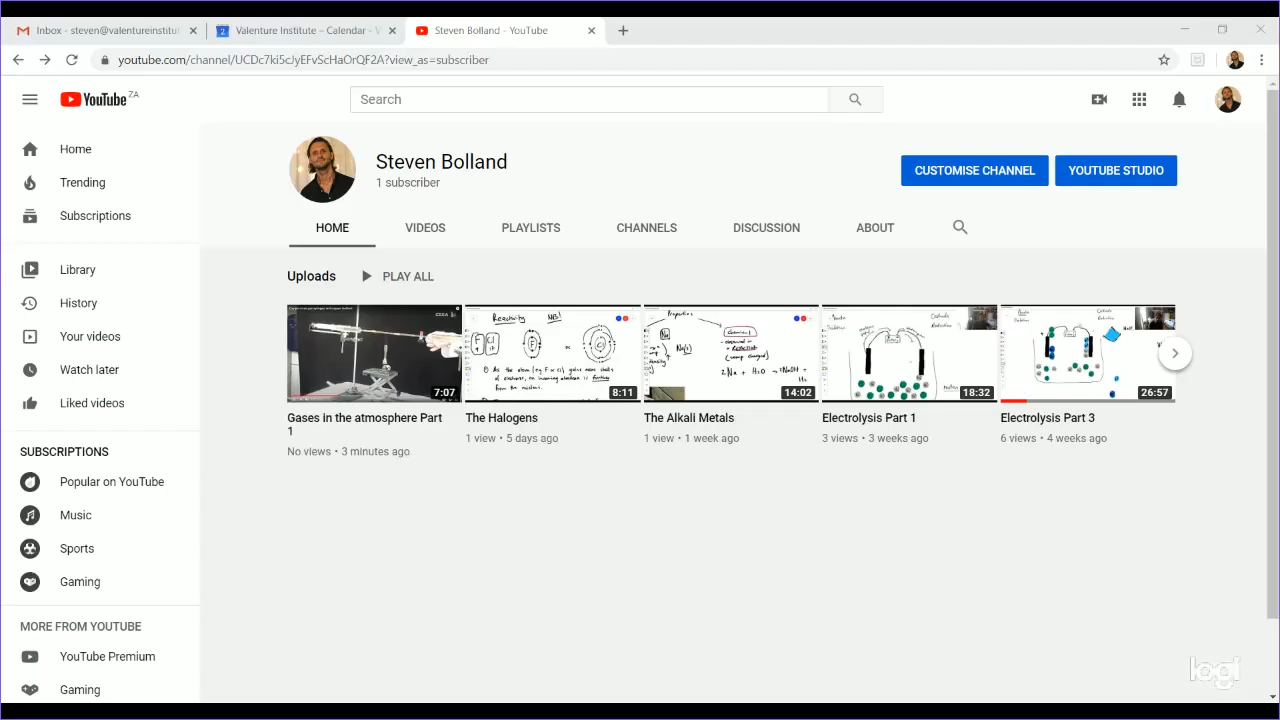 Inbox - steven@valentureinstitu
Valenture Institute – Calendar - V
Steven Bolland - YouTube
youtube.com/channel/UCDc7ki5cJyEFvScHaOrQF2A?view_as=subscriber
YouTube ZA
Search
Home
Trending
Subscriptions
Library
History
Your videos
Watch later
Liked videos
SUBSCRIPTIONS
Popular on YouTube
Music
Sports
Gaming
MORE FROM YOUTUBE
YouTube Premium
Gaming
Steven Bolland
1 subscriber
CUSTOMISE CHANNEL
YOUTUBE STUDIO
HOME VIDEOS PLAYLISTS CHANNELS DISCUSSION ABOUT
Uploads PLAY ALL
Reactivity
7:07
8:11
14:02
18:32
26:57
Gases in the atmosphere Part
1
No views • 3 minutes ago
The Halogens
1 view • 5 days ago
The Alkali Metals
1 view • 1 week ago
Electrolysis Part 1
3 views • 3 weeks ago
Electrolysis Part 3
6 views • 4 weeks ago
logi